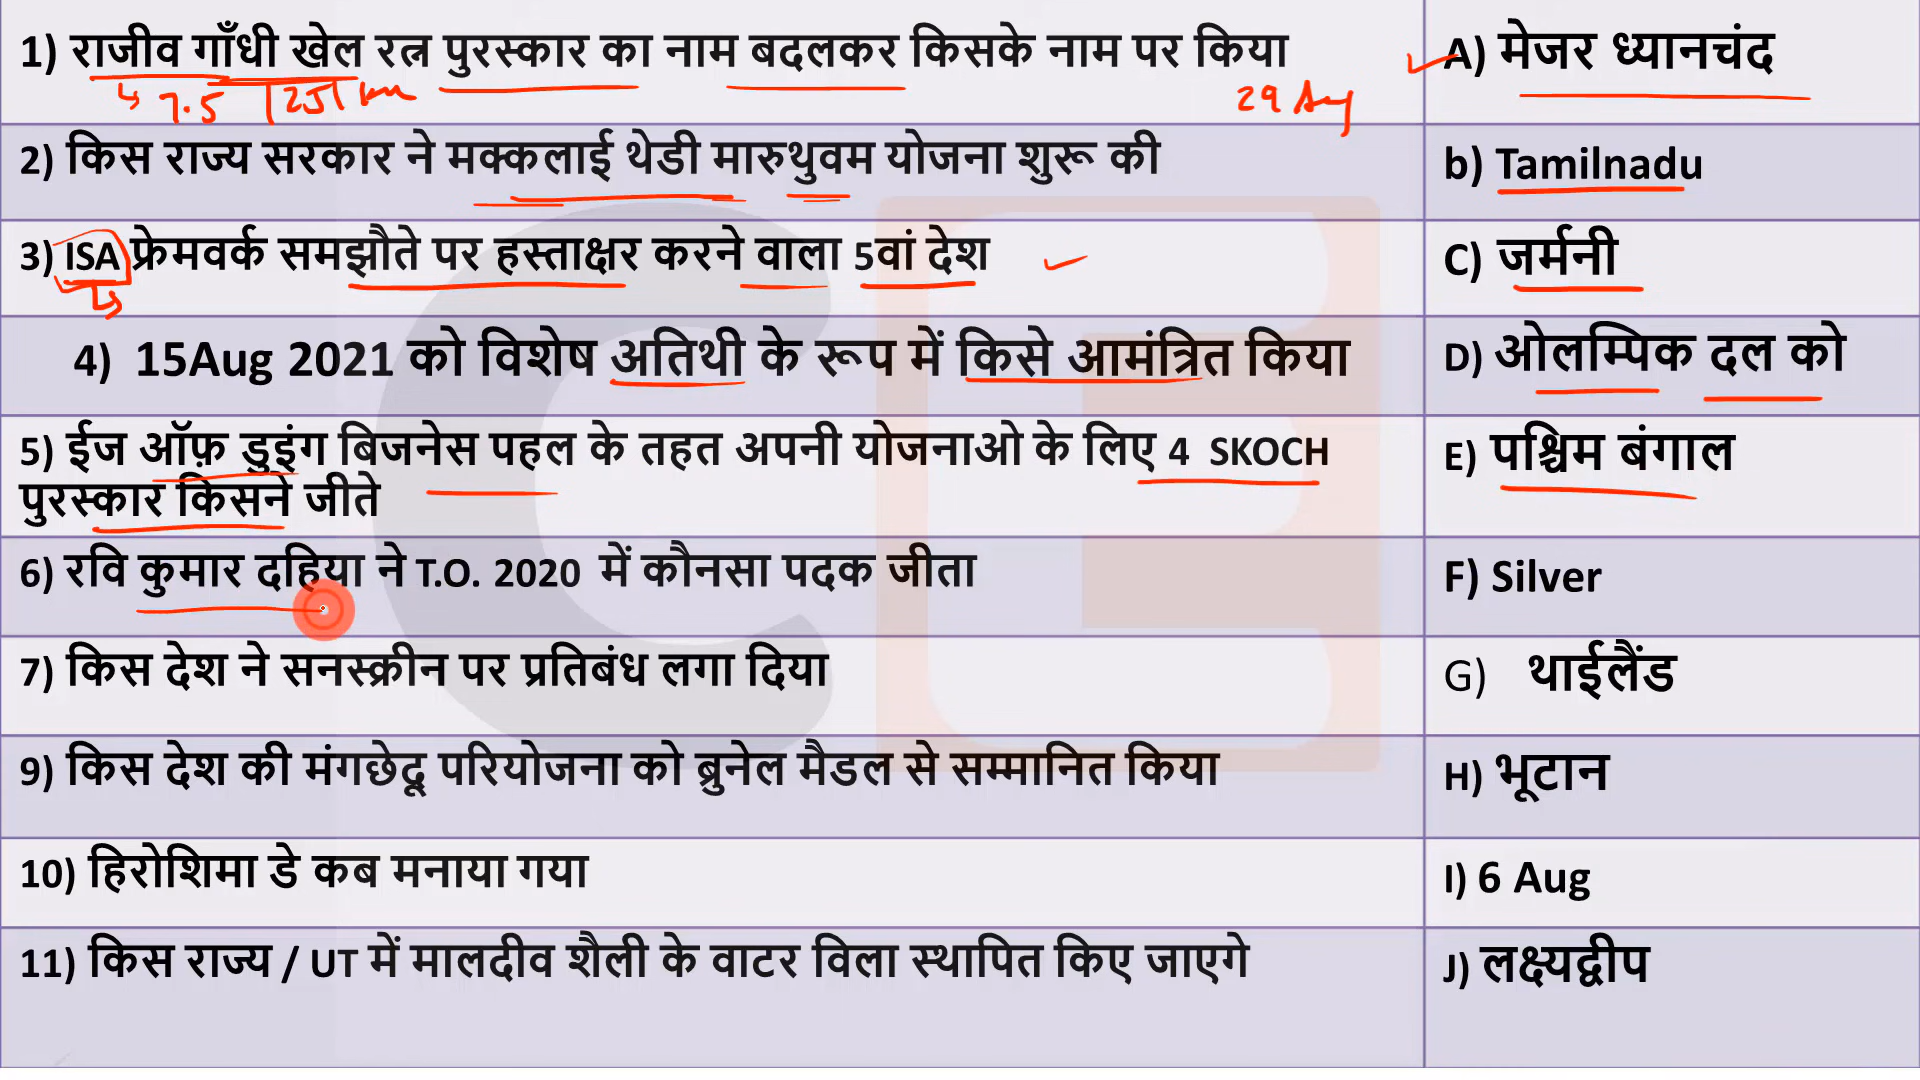 1) राजीव गाँधी खेल रत्न पुरस्कार का नाम बदलकर किसके नाम पर किया
A) मेजर ध्यानचंद
7.5
29 Aug
2) किस राज्य सरकार ने मक्कलाई थेडी मारुथुवम योजना शुरू की
b) Tamilnadu
3) ISA फ्रेमवर्क समझौते पर हस्ताक्षर करने वाला 5वां देश
C) जर्मनी
4) 15Aug 2021 को विशेष अतिथी के रूप में किसे आमंत्रित किया
D) ओलम्पिक दल को
5) ईज ऑफ़ डुइंग बिजनेस पहल के तहत अपनी योजनाओ के लिए 4 SKOCH
पुरस्कार किसने जीते
E) पश्चिम बंगाल
6) रवि कुमार दहिया ने T.O. 2020 में कौनसा पदक जीता
F) Silver
7) किस देश ने सनस्क्रीन पर प्रतिबंध लगा दिया
G) थाईलैंड
9) किस देश की मंगछेदू परियोजना को ब्रुनेल मैडल से सम्मानित किया
H) भूटान
10) हिरोशिमा डे कब मनाया गया
I) 6 Aug
11) किस राज्य / UT में मालदीव शैली के वाटर विला स्थापित किए जाएगे
J) लक्ष्यद्वीप